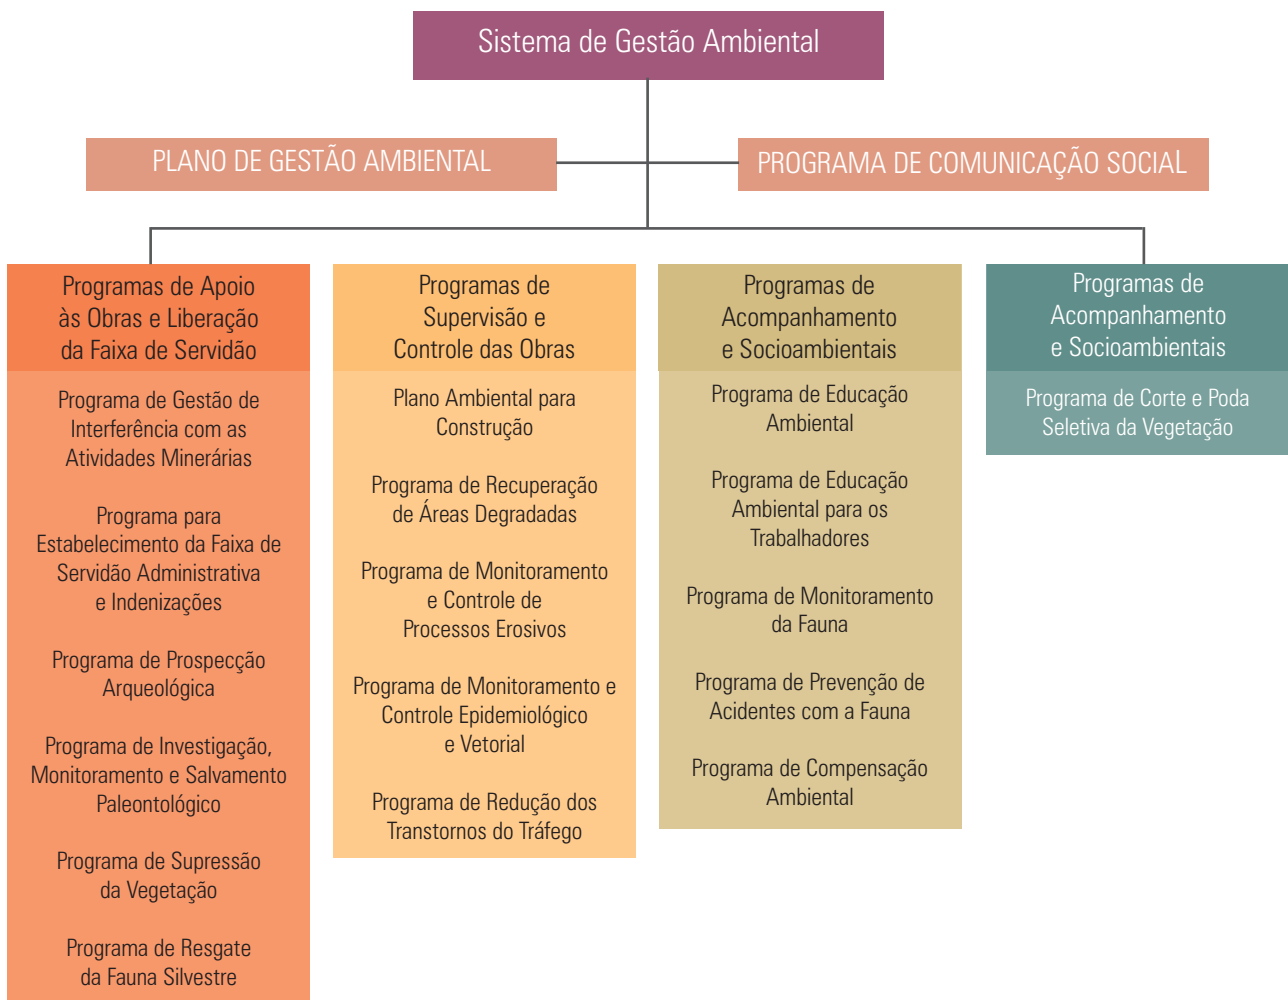 Sistema de Gestão Ambiental
PLANO DE GESTÃO AMBIENTAL
PROGRAMA DE COMUNICAÇÃO SOCIAL
Programas de Apoio
às Obras e Liberação
da Faixa de Servidão
Programa de Gestão de
Interferência com as
Atividades Minerárias
Programa para
Estabelecimento da Faixa de
Servidão Administrativa
e Indenizações
Programa de Prospecção
Arqueológica
Programa de Investigação,
Monitoramento e Salvamento
Paleontológico
Programa de Supressão
da Vegetação
Programa de Resgate
da Fauna Silvestre
Programas de
Supervisão e
Controle das Obras
Plano Ambiental para
Construção
Programa de Recuperação
de Áreas Degradadas
Programa de Monitoramento
e Controle de
Processos Erosivos
Programa de Monitoramento e
Controle Epidemiológico
e Vetorial
Programa de Redução dos
Transtornos do Tráfego
Programas de
Acompanhamento
e Socioambientais
Programa de Educação
Ambiental
Programa de Educação
Ambiental para os
Trabalhadores
Programa de Monitoramento
da Fauna
Programa de Prevenção de
Acidentes com a Fauna
Programa de Compensação
Ambiental
Programas de
Acompanhamento
e Socioambientais
Programa de Corte e Poda
Seletiva da Vegetação